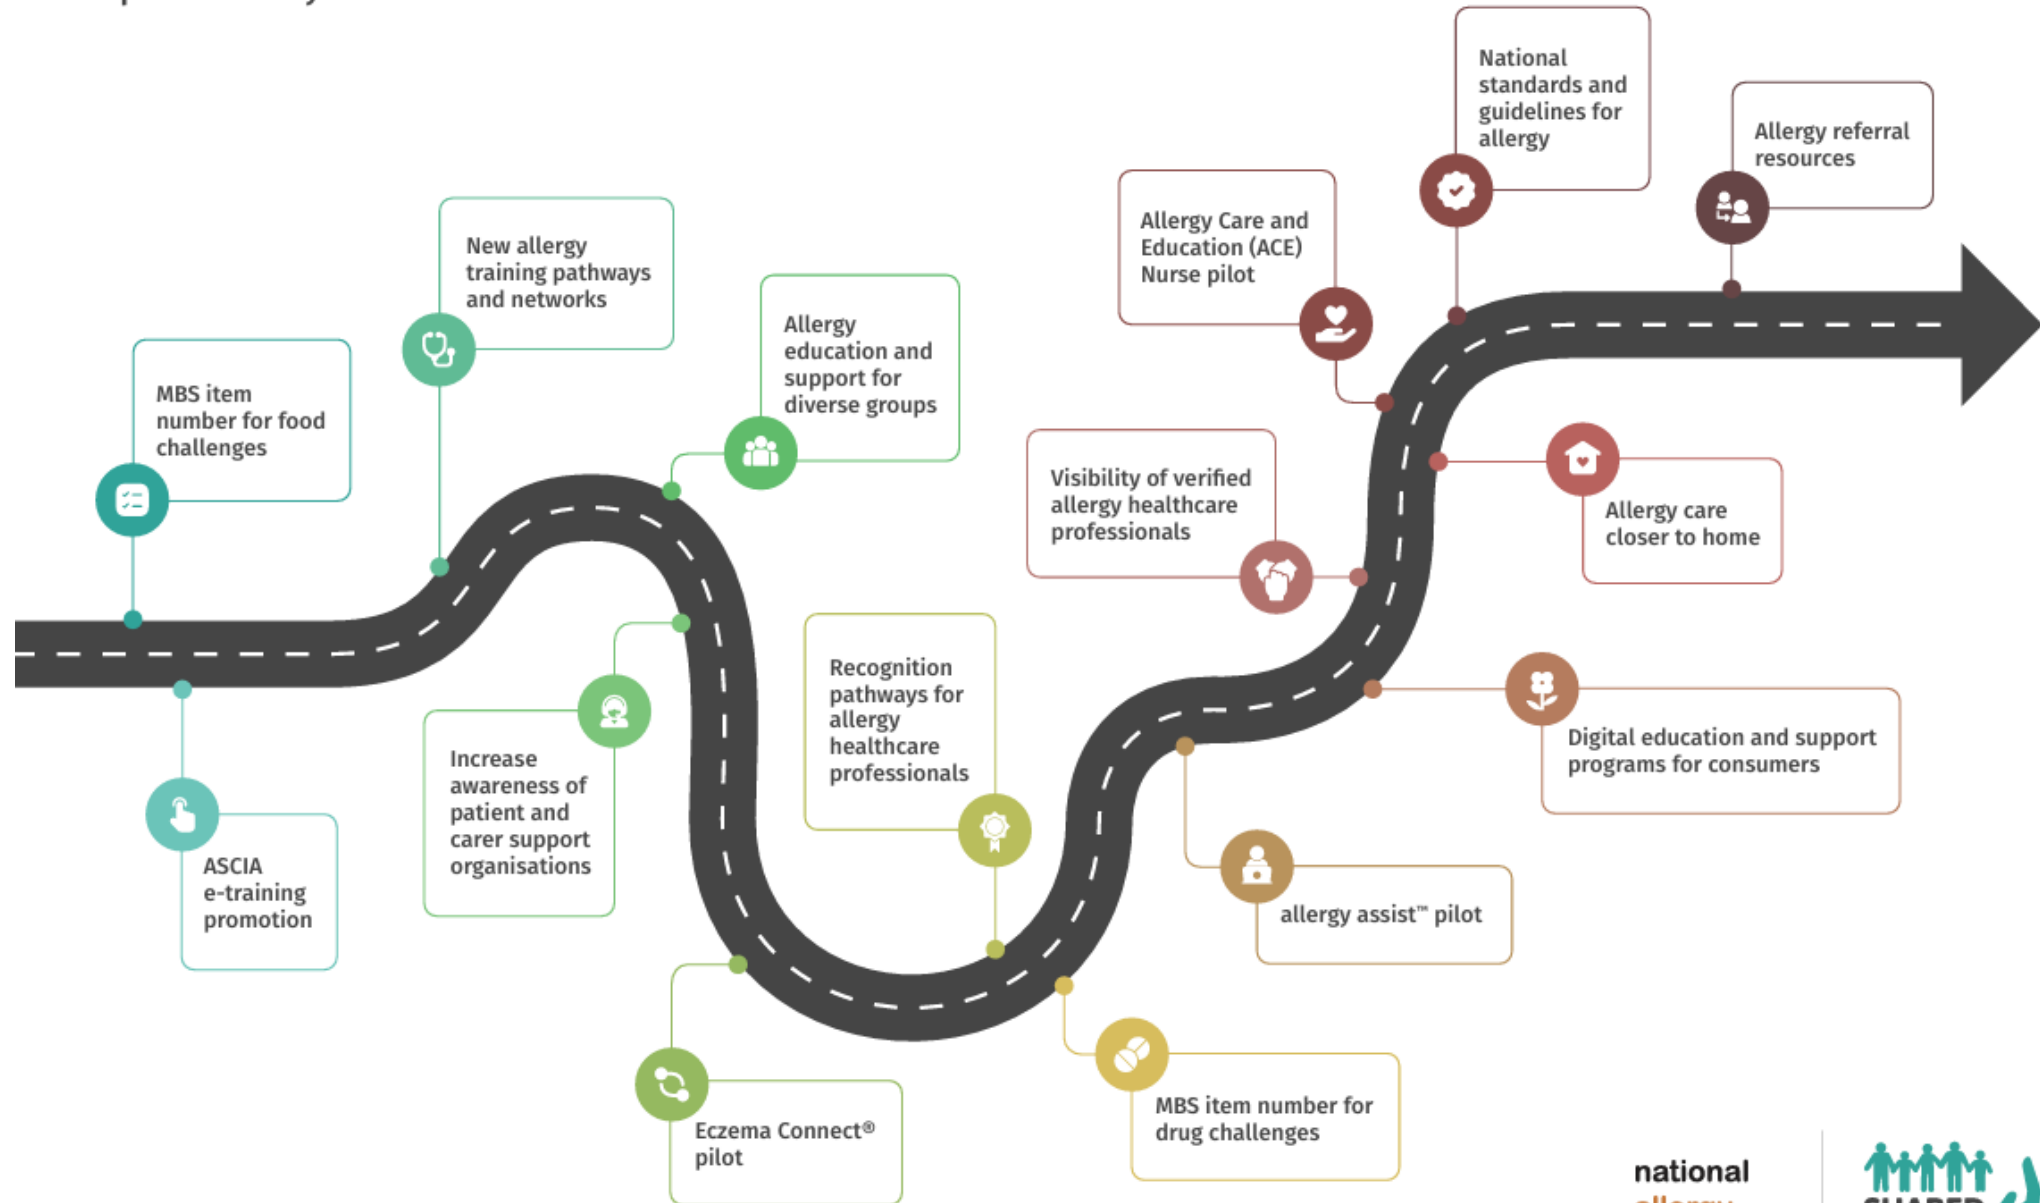 MBS item
number for food
challenges
ASCIA
e-training
promotion
New allergy
training pathways
and networks
Allergy
education and
support for
diverse groups
Increase
awareness of
patient and
carer support
organisations
Eczema Connect®
pilot
Recognition
pathways for
allergy
healthcare
professionals
MBS item number for
drug challenges
allergy assist™ pilot
Digital education and support
programs for consumers
Visibility of verified
allergy healthcare
professionals
Allergy care
closer to home
Allergy Care and
Education (ACE)
Nurse pilot
National
standards and
guidelines for
allergy
Allergy referral
resources
national
allergy
SHARED